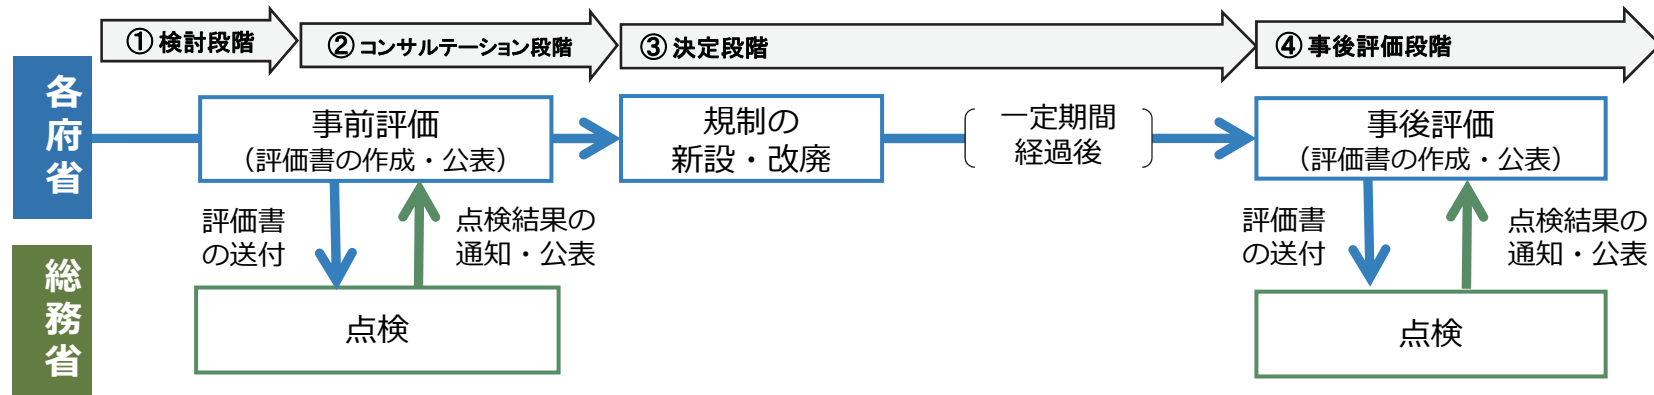 ① 検討段階
② コンサルテーション段階
③ 決定段階
④ 事後評価段階
各府省
事前評価
（評価書の作成・公表）
規制の
新設・改廃
一定期間
経過後
事後評価
（評価書の作成・公表）
評価書
の送付
点検結果の
通知・公表
評価書
の送付
点検結果の
通知・公表
総務省
点検
点検